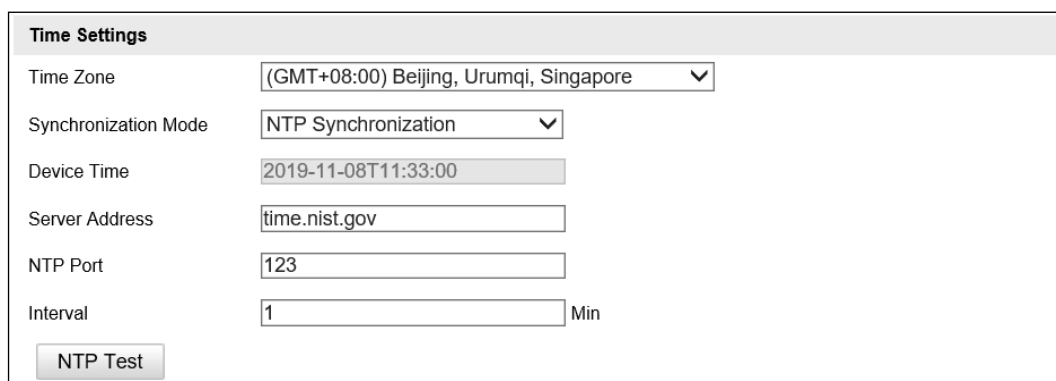 Time Settings
Time Zone (GMT+08:00) Beijing, Urumqi, Singapore
Synchronization Mode NTP Synchronization
Device Time 2019-11-08T11:33:00
Server Address time.nist.gov
NTP Port 123
Interval 1 Min
NTP Test